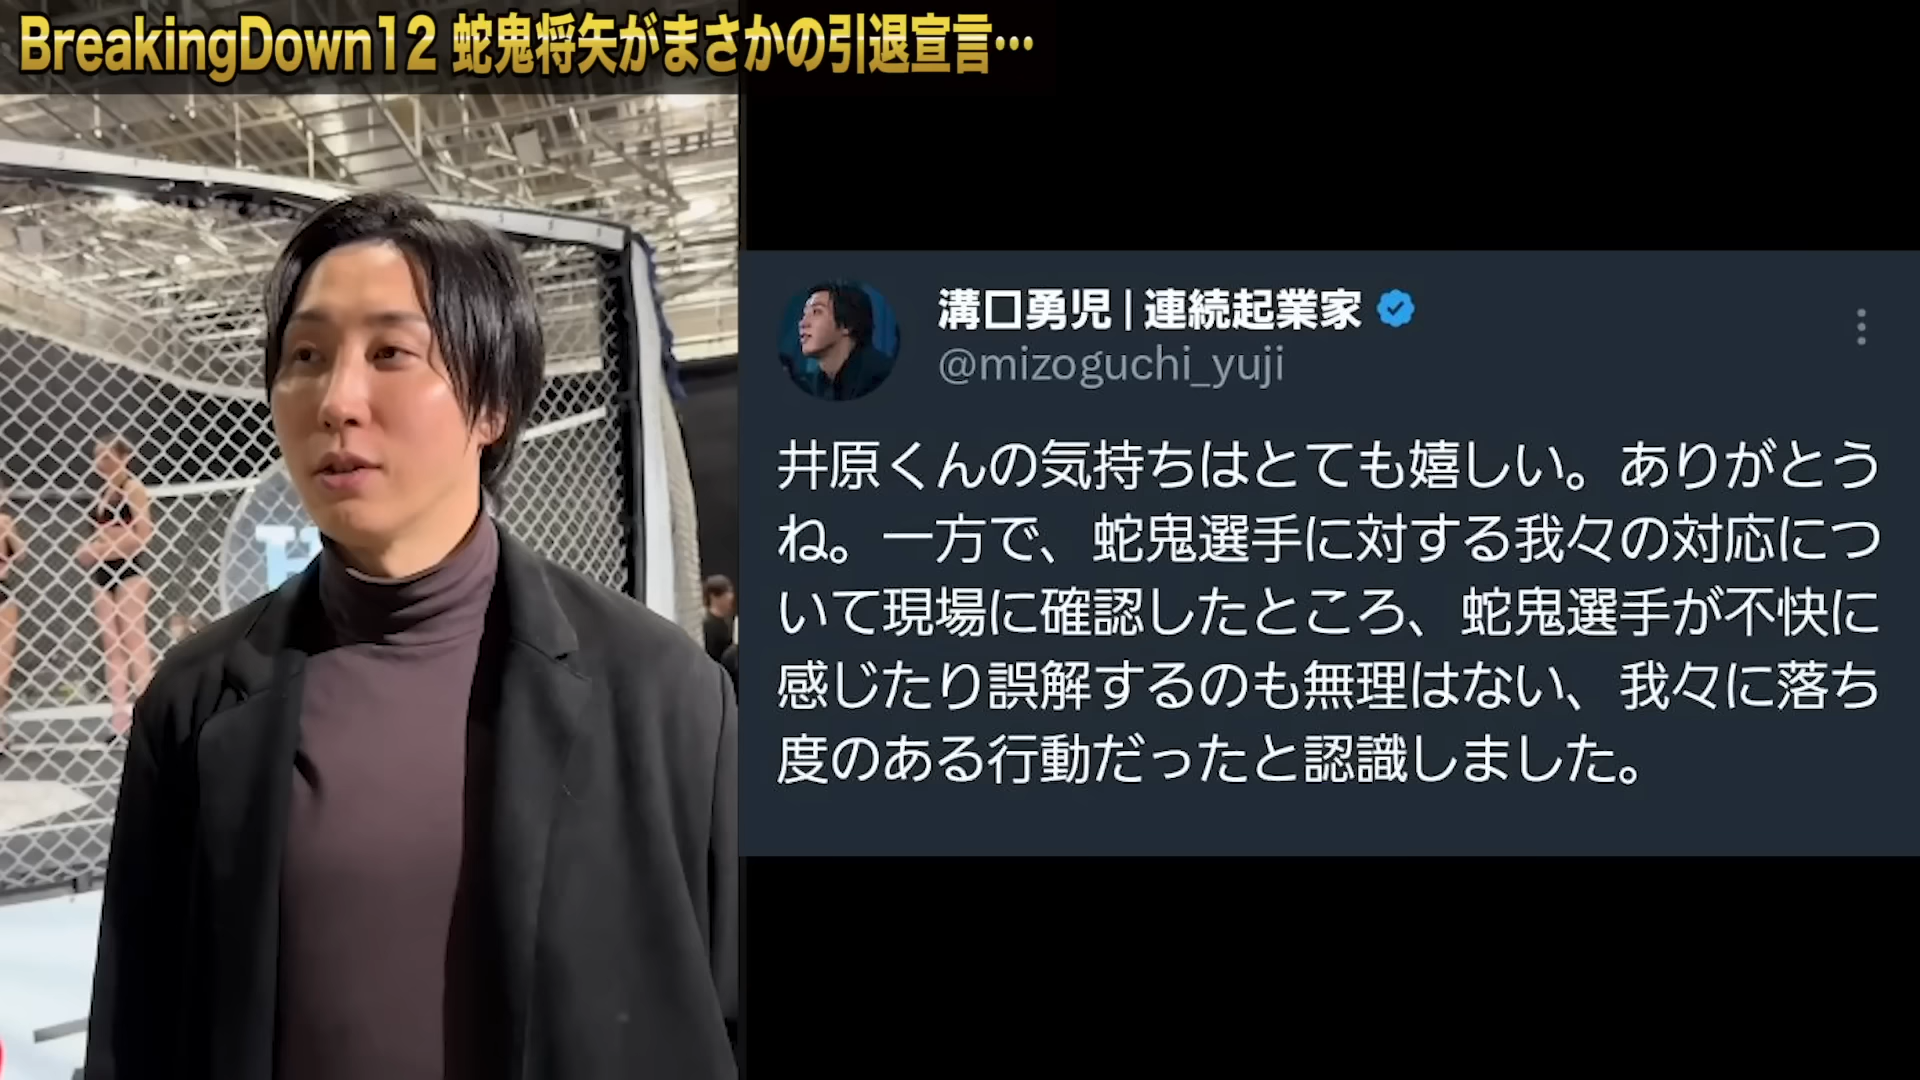 BreakingDown12 蛇鬼将矢がまさかの引退宣言…
溝口勇児 | 連続起業家
@mizoguchi_yuji
井原くんの気持ちはとても嬉しい。ありがとう
ね。一方で、蛇鬼選手に対する我々の対応につ
いて現場に確認したところ、蛇鬼選手が不快に
感じたり誤解するのも無理はない、我々に落ち
度のある行動だったと認識しました。